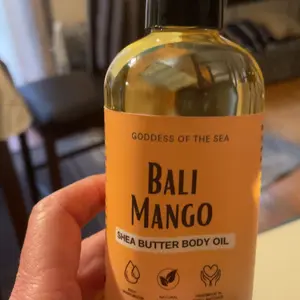 GODDESS OF THE SEA
BALI
MANGO
SHEA BUTTER BODY OIL